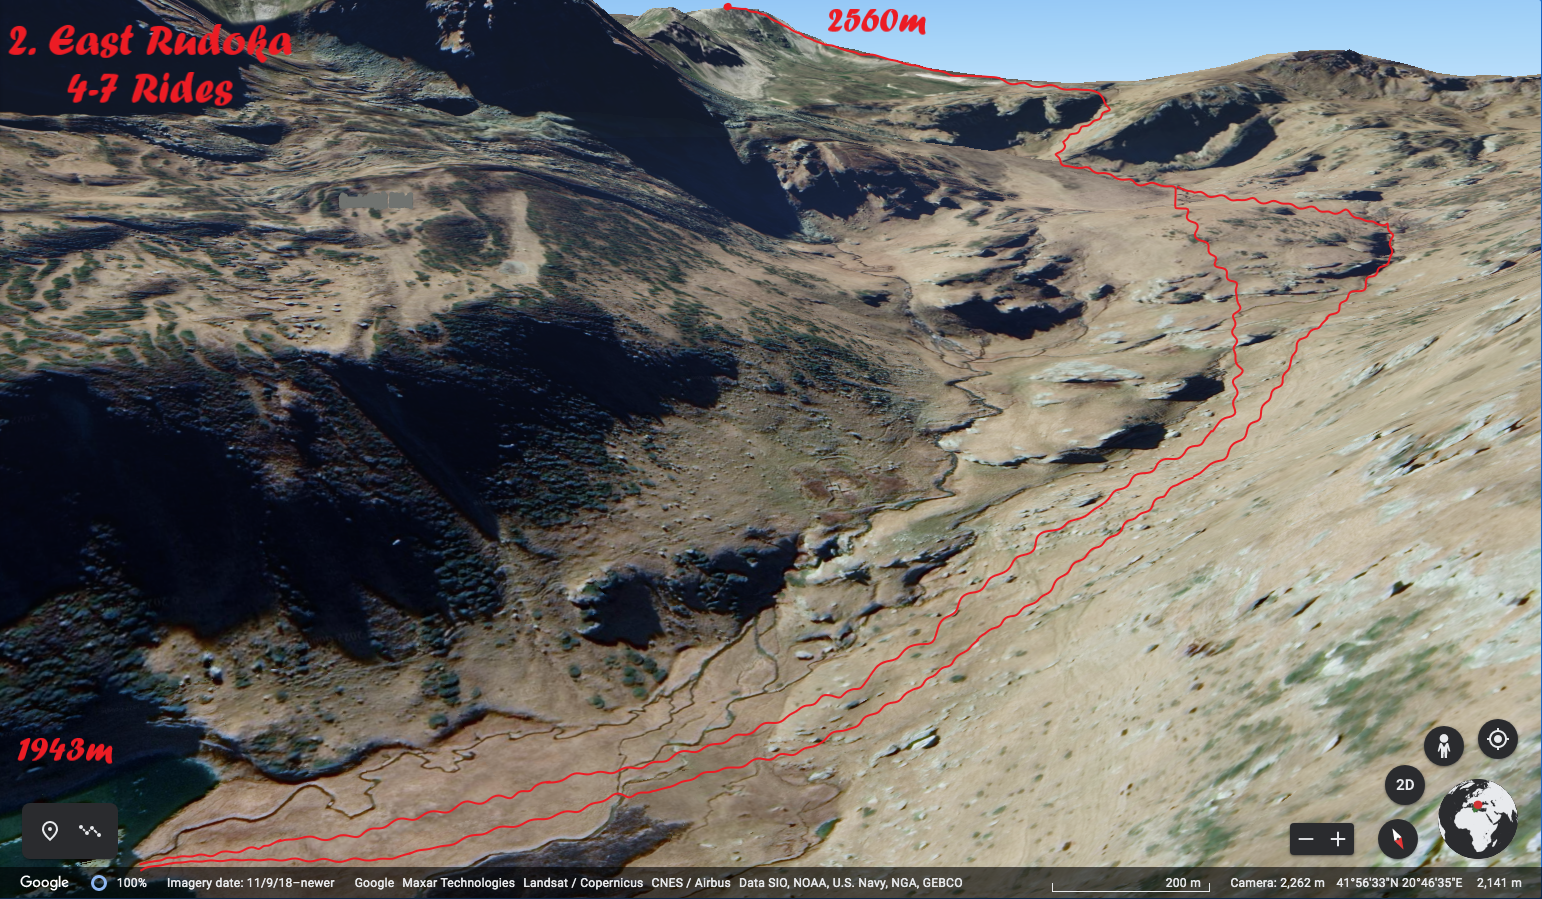 2. East Rudoka
4-7 Rides
2560m
1943m
2D
Google
100%
Imagery date: 11/9/18–newer
Google Maxar Technologies Landsat / Copernicus CNES / Airbus Data SIO, NOAA, U.S. Navy, NGA, GEBCO
200 m
Camera: 2,262 m
41°56'33"N 20°46'35"E
2,141 m